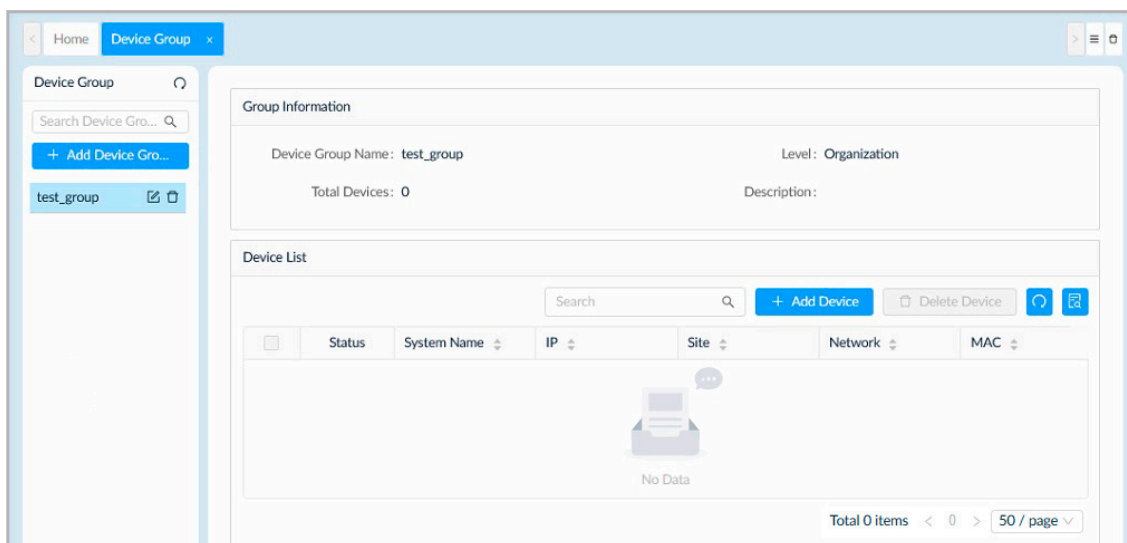 Home
Device Group ×
Device Group
Search Device Gro...
+ Add Device Gro...
test_group
Group Information
Device Group Name: test_group
Level: Organization
Total Devices: 0
Description:
Device List
Search
+ Add Device
Delete Device
Status System Name IP Site Network MAC
No Data
Total 0 items < 0 > 50 / page